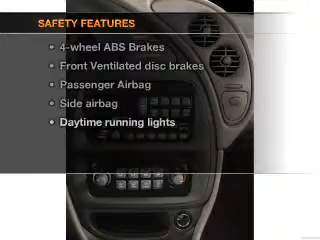 SAFETY FEATURES
• 4-wheel ABS Brakes
• Front Ventilated disc brakes
• Passenger Airbag
• Side airbag
• Daytime running lights